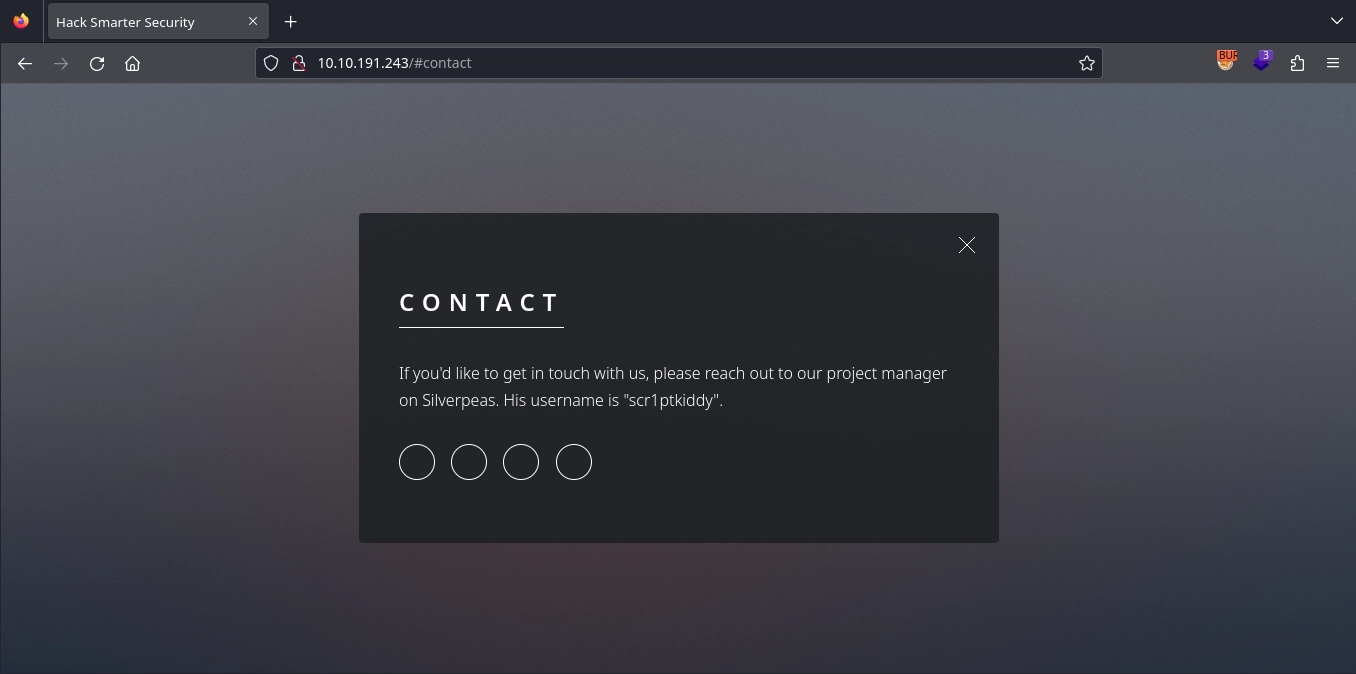 Hack Smarter Security
10.10.191.243/#contact
BUR
3
CONTACT
If you'd like to get in touch with us, please reach out to our project manager
on Silverpeas. His username is "scr1ptkiddy".